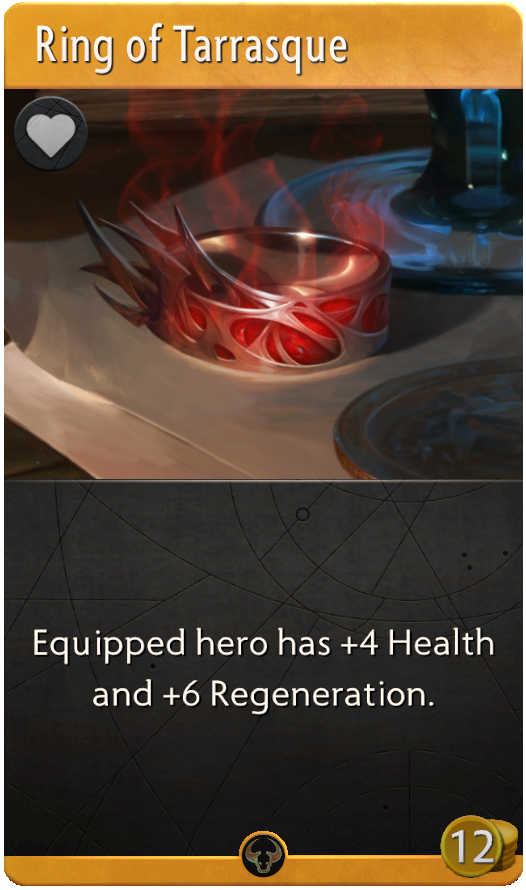 Ring of Tarrasque
Equipped hero has +4 Health
and +6 Regeneration.
12